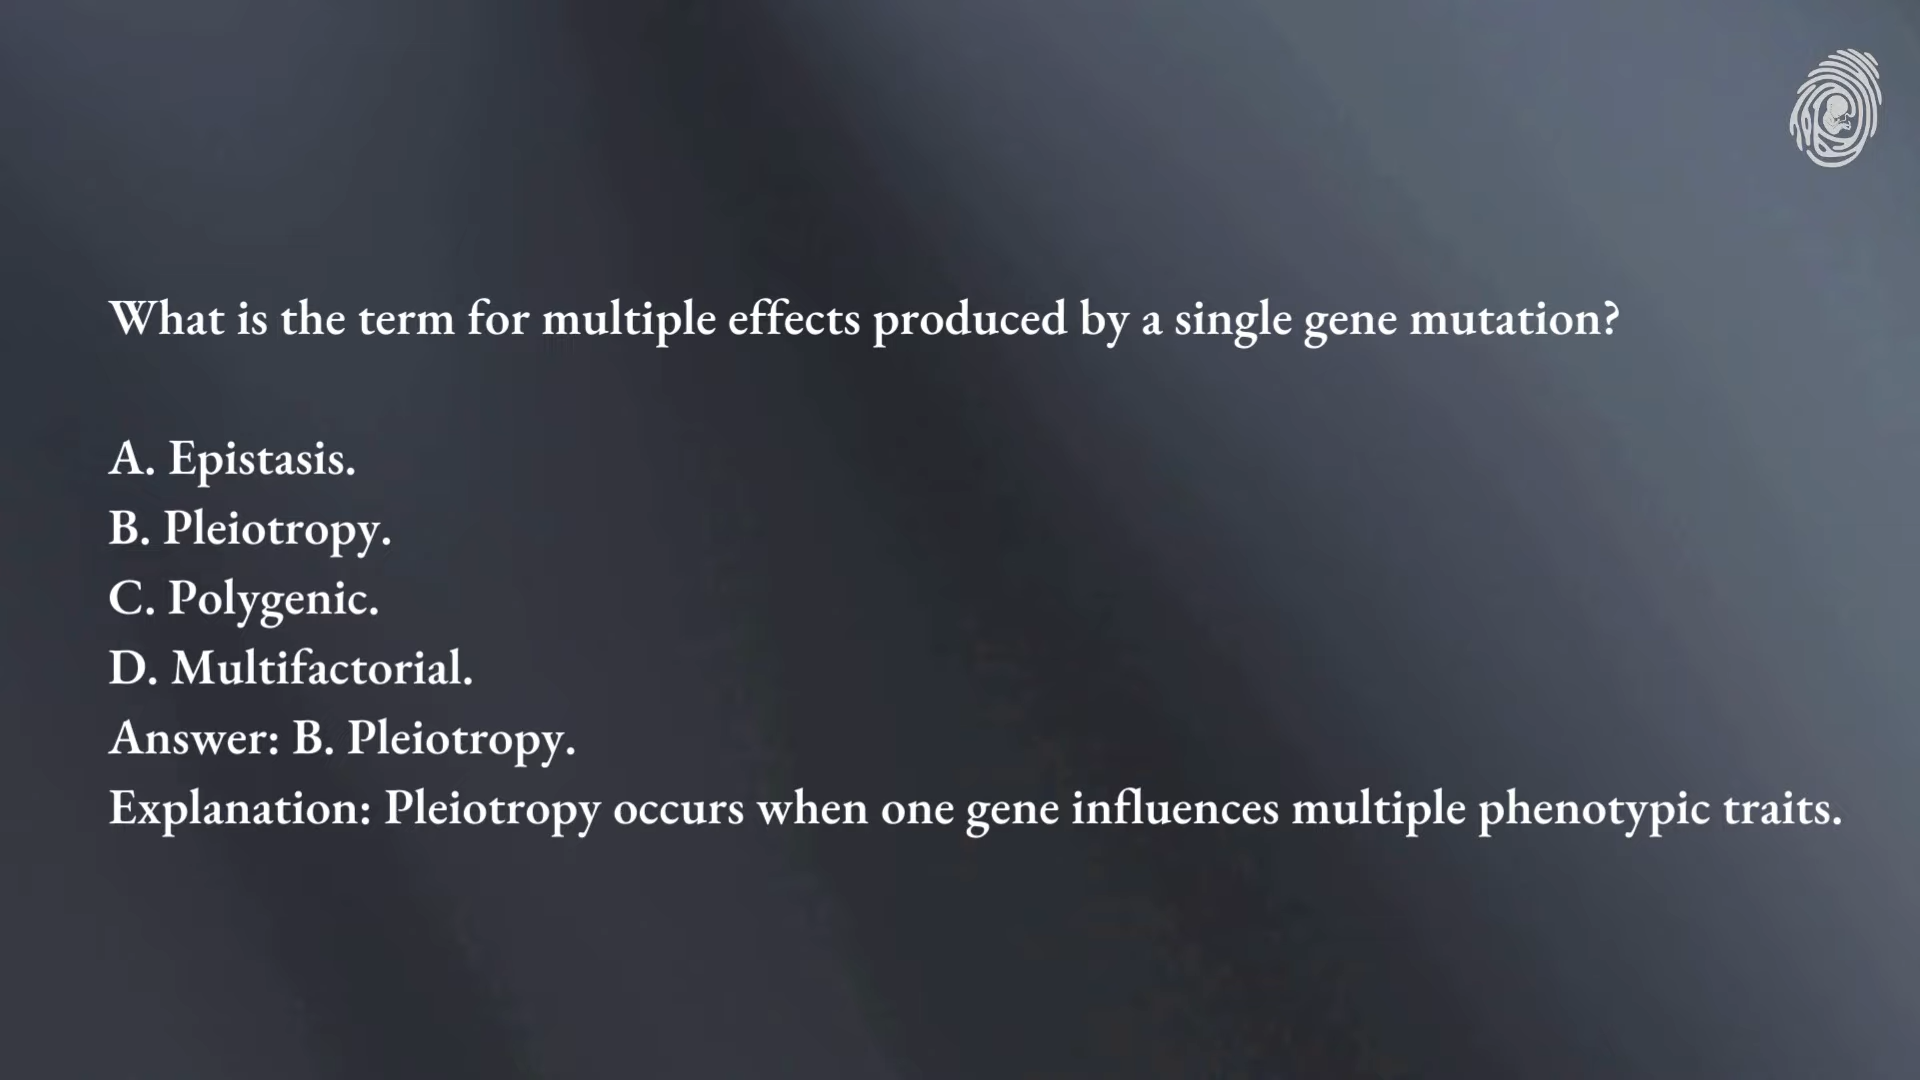 What is the term for multiple effects produced by a single gene mutation?
A. Epistasis.
B. Pleiotropy.
C. Polygenic.
D. Multifactorial.
Answer: B. Pleiotropy.
Explanation: Pleiotropy occurs when one gene influences multiple phenotypic traits.